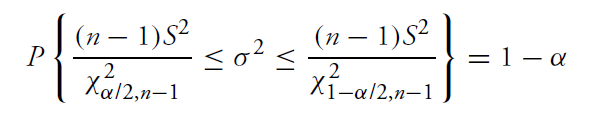 P{ (n − 1)S² / χ²_{α/2,n−1} ≤ σ² ≤ (n − 1)S² / χ²_{1−α/2,n−1} } = 1 − α